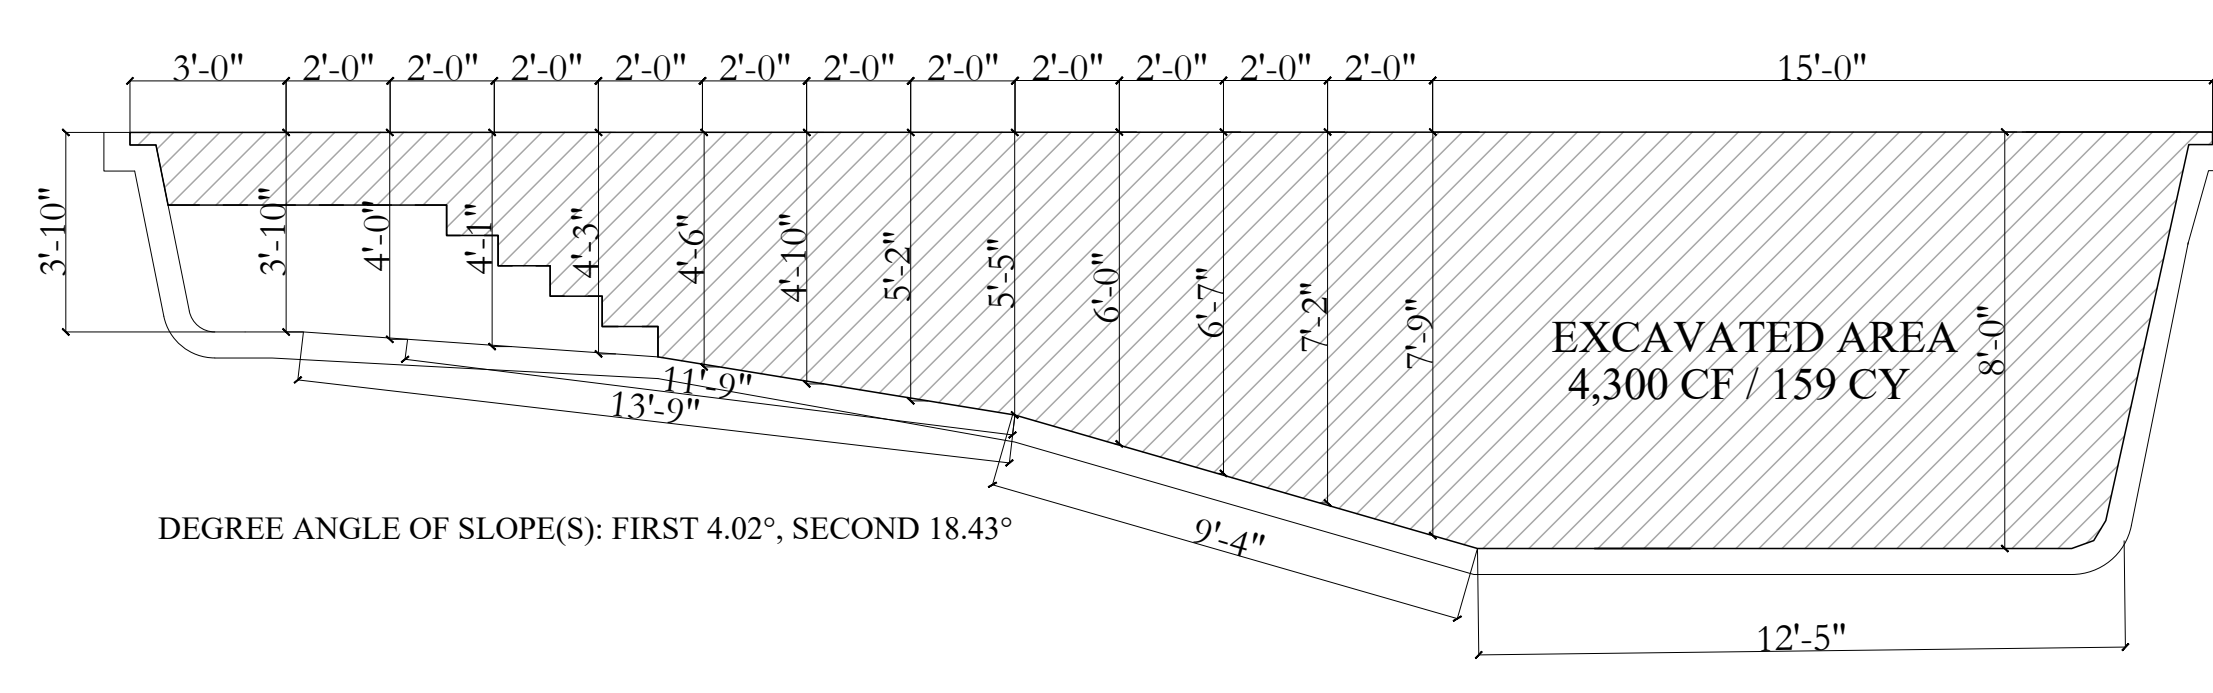 3'-0" 2'-0" 2'-0" 2'-0" 2'-0" 2'-0" 2'-0" 2'-0" 2'-0" 2'-0" 2'-0" 2'-0" 15'-0"
3'-10" 3'-10" 4'-0" 4'-1" 4'-3" 4'-6" 4'-10" 5'-2" 5'-5" 6'-0" 6'-7" 7'-2" 7'-9" 8'-0"
EXCAVATED AREA
4,300 CF / 159 CY
11'-9"
13'-9"
DEGREE ANGLE OF SLOPE(S): FIRST 4.02°, SECOND 18.43°
9'-4"
12'-5"